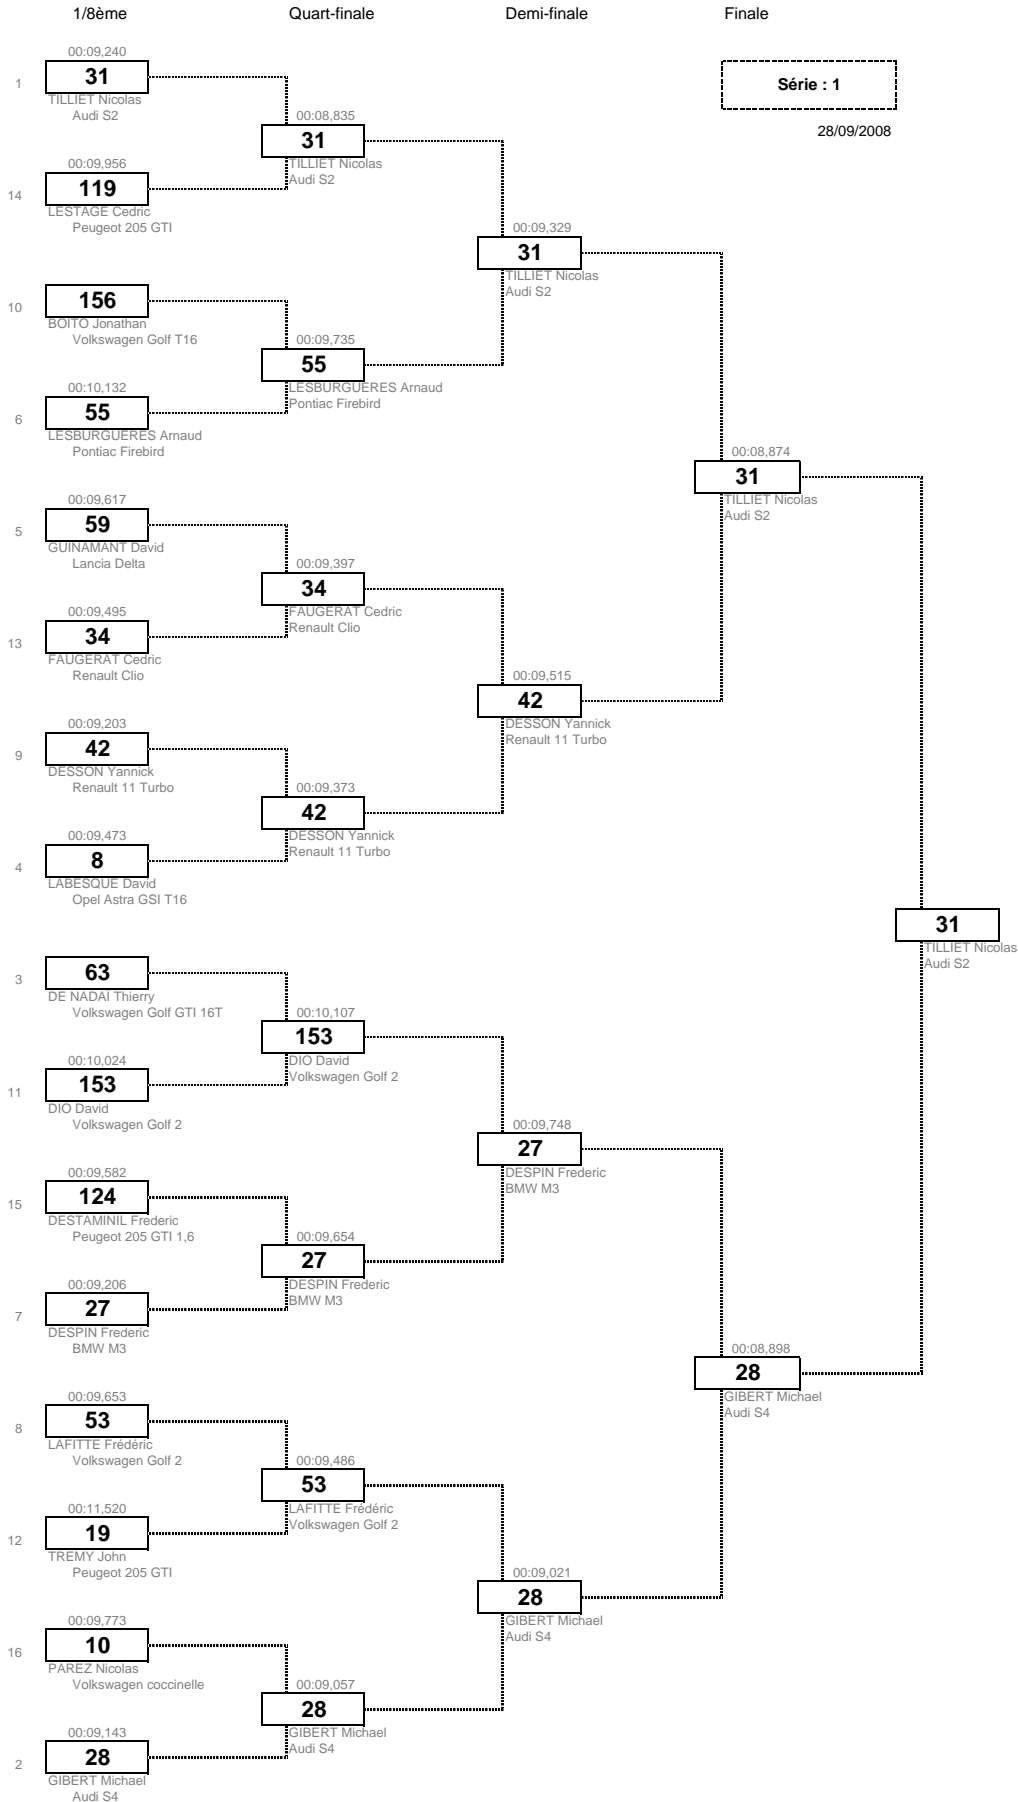 1/8ème
Quart-finale
Demi-finale
Finale
Série : 1
28/09/2008
00:09,240
1
31
TILLIET Nicolas
Audi S2
00:09,956
14
119
LESTAGE Cedric
Peugeot 205 GTI
10
156
BOITO Jonathan
Volkswagen Golf T16
00:10,132
6
55
LESBURGUERES Arnaud
Pontiac Firebird
00:09,617
5
59
GUINAMANT David
Lancia Delta
00:09,495
13
34
FAUGERAT Cedric
Renault Clio
00:09,203
9
42
DESSON Yannick
Renault 11 Turbo
00:09,473
4
8
LABESQUE David
Opel Astra GSI T16
3
63
DE NADAI Thierry
Volkswagen Golf GTI 16T
00:10,024
11
153
DIO David
Volkswagen Golf 2
00:09,582
15
124
DESTAMINIL Frederic
Peugeot 205 GTI 1,6
00:09,206
7
27
DESPIN Frederic
BMW M3
00:09,653
8
53
LAFITTE Frédéric
Volkswagen Golf 2
00:11,520
12
19
TREMY John
Peugeot 205 GTI
00:09,773
16
10
PAREZ Nicolas
Volkswagen coccinelle
00:09,143
2
28
GIBERT Michael
Audi S4
00:08,835
31
TILLIET Nicolas
Audi S2
00:09,735
55
LESBURGUERES Arnaud
Pontiac Firebird
00:09,397
34
FAUGERAT Cedric
Renault Clio
00:09,373
42
DESSON Yannick
Renault 11 Turbo
00:10,107
153
DIO David
Volkswagen Golf 2
00:09,654
27
DESPIN Frederic
BMW M3
00:09,486
53
LAFITTE Frédéric
Volkswagen Golf 2
00:09,057
28
GIBERT Michael
Audi S4
00:09,329
31
TILLIET Nicolas
Audi S2
00:09,515
42
DESSON Yannick
Renault 11 Turbo
00:09,748
27
DESPIN Frederic
BMW M3
00:09,021
28
GIBERT Michael
Audi S4
00:08,874
31
TILLIET Nicolas
Audi S2
00:08,898
28
GIBERT Michael
Audi S4
31
TILLIET Nicolas
Audi S2